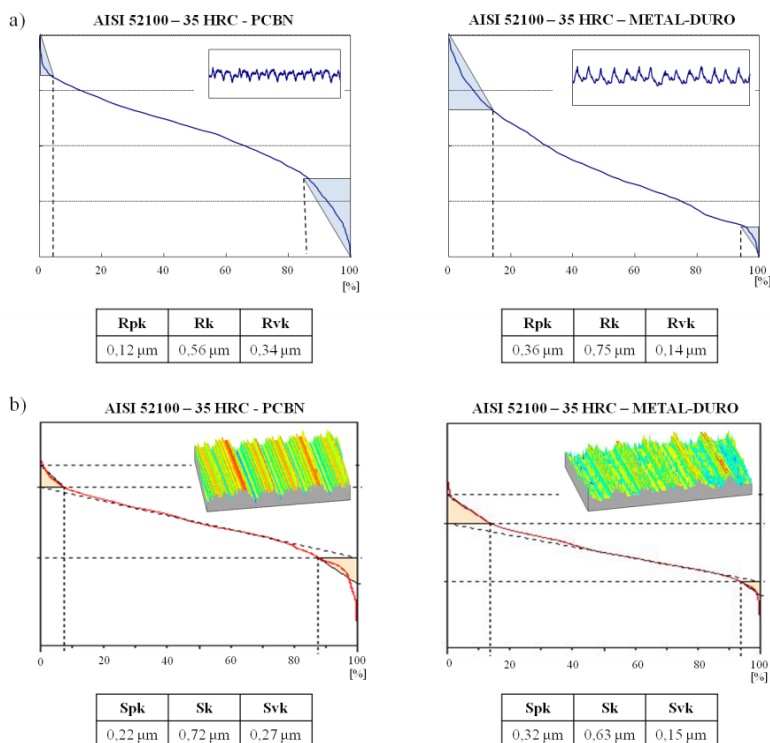 a)
AISI 52100 – 35 HRC - PCBN
0 20 40 60 80 100
[%]
Rpk Rk Rvk
0,12 µm 0,56 µm 0,34 µm
AISI 52100 – 35 HRC – METAL-DURO
0 20 40 60 80 100
[%]
Rpk Rk Rvk
0,36 µm 0,75 µm 0,14 µm
b)
AISI 52100 – 35 HRC - PCBN
0 20 40 60 80 100
[%]
Spk Sk Svk
0,22 µm 0,72 µm 0,27 µm
AISI 52100 – 35 HRC – METAL-DURO
0 20 40 60 80 100
[%]
Spk Sk Svk
0,32 µm 0,63 µm 0,15 µm